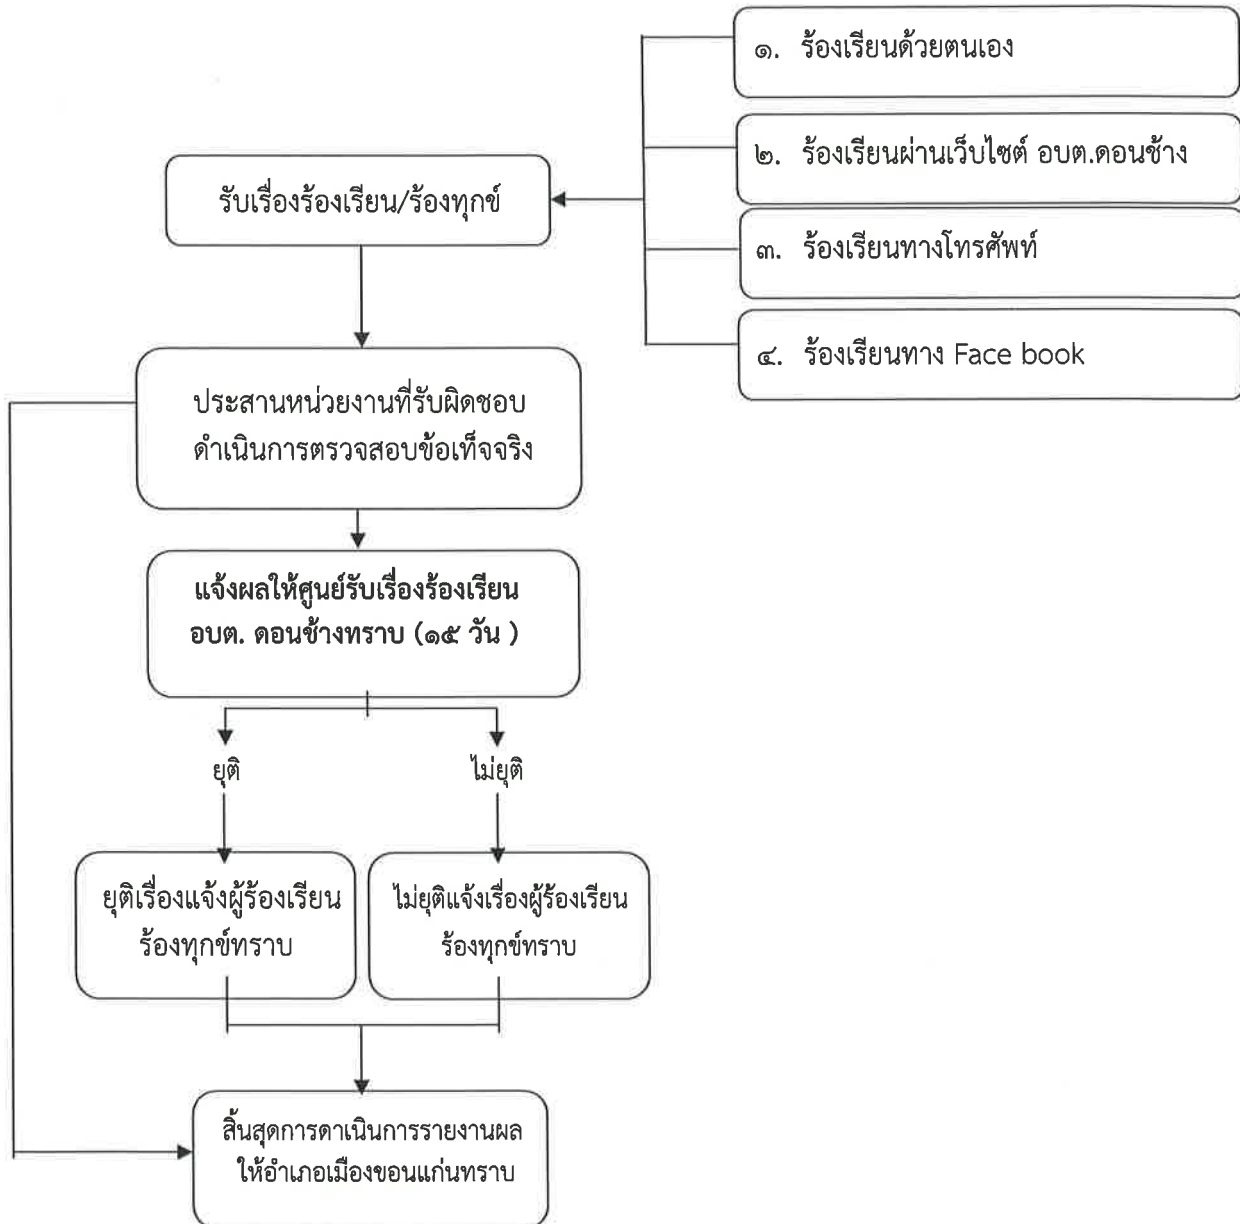 ๑. ร้องเรียนด้วยตนเอง
๒. ร้องเรียนผ่านเว็บไซต์ อบต.ดอนช้าง
รับเรื่องร้องเรียน/ร้องทุกข์
๓. ร้องเรียนทางโทรศัพท์
๔. ร้องเรียนทาง Face book
ประสานหน่วยงานที่รับผิดชอบ
ดำเนินการตรวจสอบข้อเท็จจริง
แจ้งผลให้ศูนย์รับเรื่องร้องเรียน
อบต. ดอนช้างทราบ (๑๕ วัน )
ยุติ
ไม่ยุติ
ยุติเรื่องแจ้งผู้ร้องเรียน
ร้องทุกข์ทราบ
ไม่ยุติแจ้งเรื่องผู้ร้องเรียน
ร้องทุกข์ทราบ
สิ้นสุดการดาเนินการรายงานผล
ให้อำเภอเมืองขอนแก่นทราบ